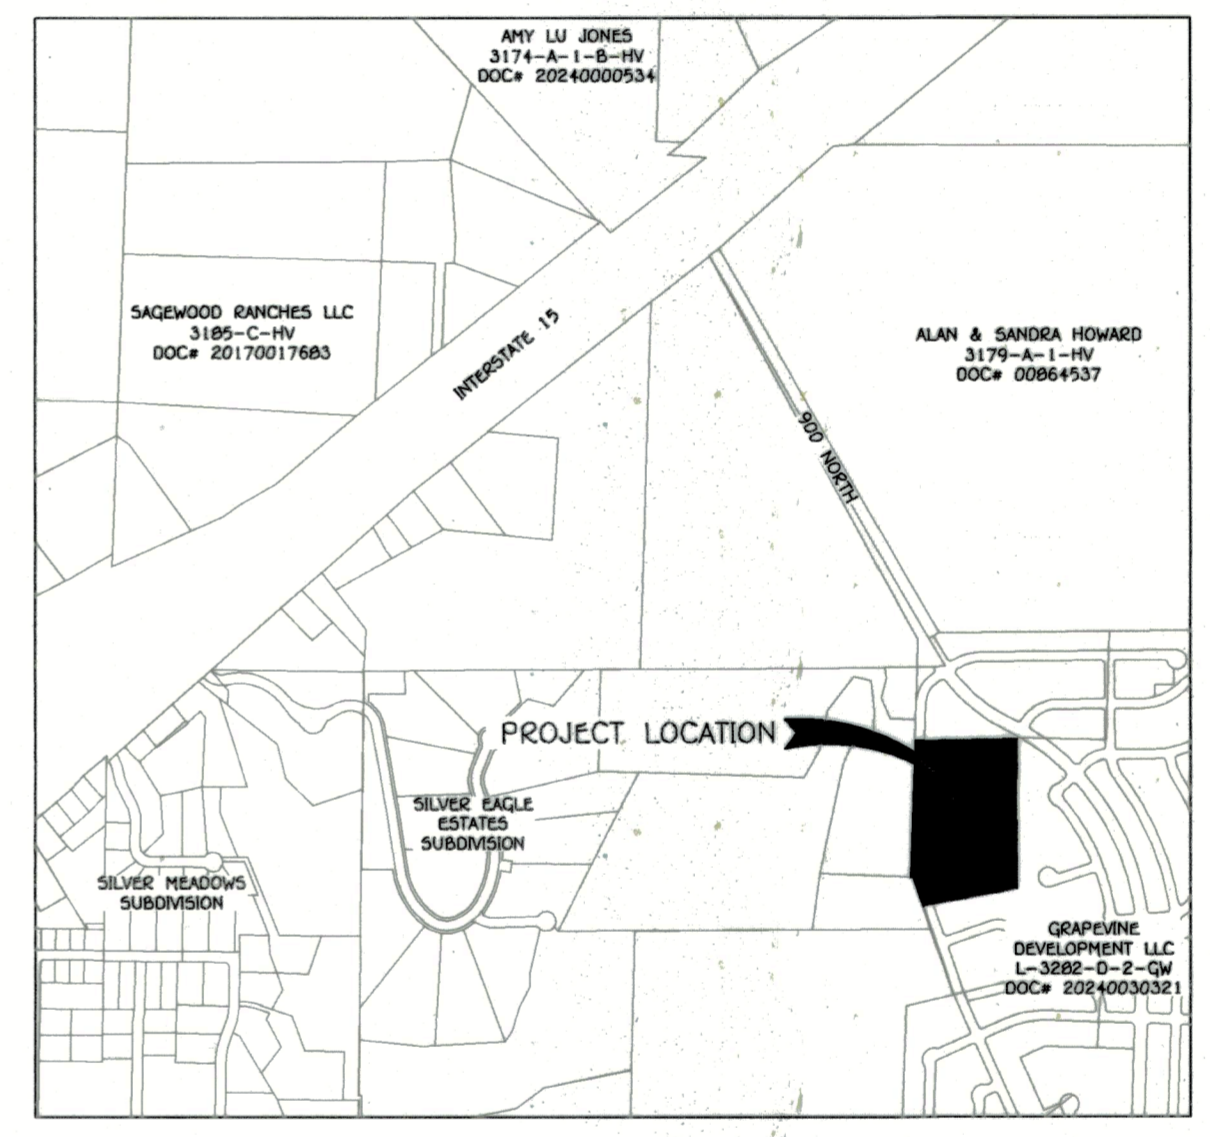 AMY LU JONES
3174-A-1-B-HV
DOC# 20240000534
SAGEWOOD RANCHES LLC
3185-C-HV
DOC# 20170017683
INTERSTATE 15
ALAN & SANDRA HOWARD
3179-A-1-HV
DOC# 00864537
900 NORTH
PROJECT LOCATION
SILVER EAGLE
ESTATES
SUBDIVISION
SILVER MEADOWS
SUBDIVISION
GRAPEVINE
DEVELOPMENT LLC
L-3282-D-2-GW
DOC# 20240030321